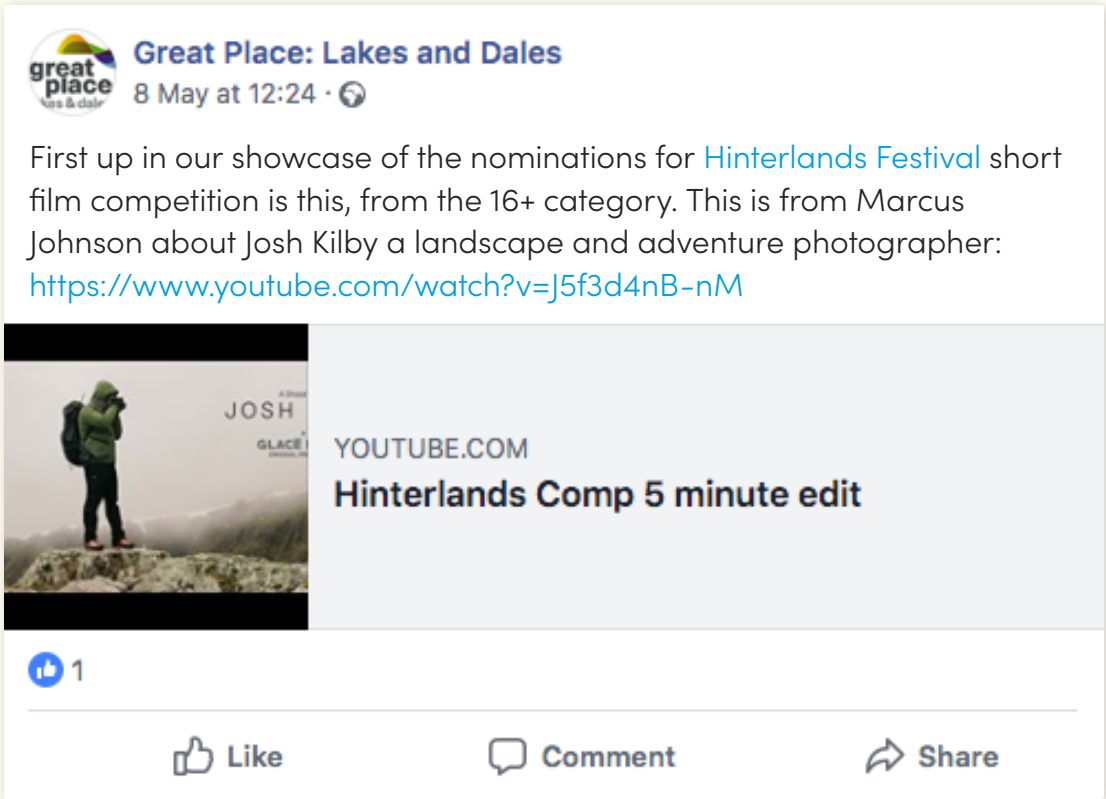 great
place
Great Place: Lakes and Dales
8 May at 12:24 ·
First up in our showcase of the nominations for Hinterlands Festival short
film competition is this, from the 16+ category. This is from Marcus
Johnson about Josh Kilby a landscape and adventure photographer:
https://www.youtube.com/watch?v=J5f3d4nB-nM
JOSH
GLACE
YOUTUBE.COM
Hinterlands Comp 5 minute edit
1
Like Comment Share